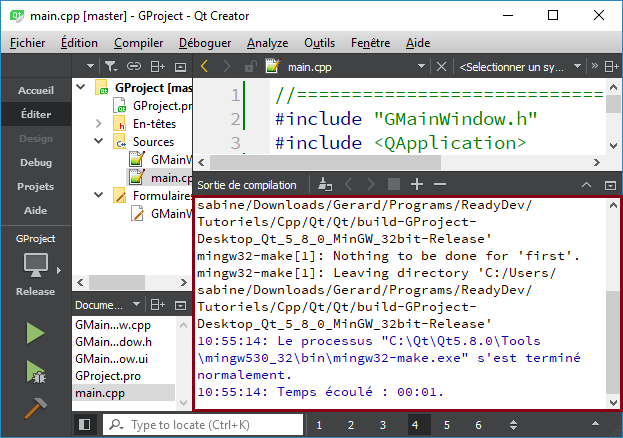 main.cpp [master] - GProject - Qt Creator
Fichier Édition Compiler Déboguer Analyze Outils Fenêtre Aide
main.cpp <Selectionner un sy...
Accueil
Éditer
Design
Debug
Projets
Aide
GProject
Release
GProject [mas
GProject.pr
En-têtes
Sources
GMainW
main.cp
Formulaires
GMainW
1 //==============================
2 #include "GMainWindow.h"
3 #include <QApplication>
Sortie de compilation
sabine/Downloads/Gerard/Programs/ReadyDev/
Tutoriels/Cpp/Qt/Qt/build-GProject-
Desktop_Qt_5_8_0_MinGW_32bit-Release'
mingw32-make[1]: Nothing to be done for 'first'.
mingw32-make[1]: Leaving directory 'C:/Users/
sabine/Downloads/Gerard/Programs/ReadyDev/
Tutoriels/Cpp/Qt/Qt/build-GProject-
Desktop_Qt_5_8_0_MinGW_32bit-Release'
10:55:14: Le processus "C:\Qt\Qt5.8.0\Tools
\mingw530_32\bin\mingw32-make.exe" s'est terminé
normalement.
10:55:14: Temps écoulé : 00:01.
Docume...
GMain...w.cpp
GMain...dow.h
GMain...ow.ui
GProject.pro
main.cpp
Type to locate (Ctrl+K) 1 2 3 4 5 6